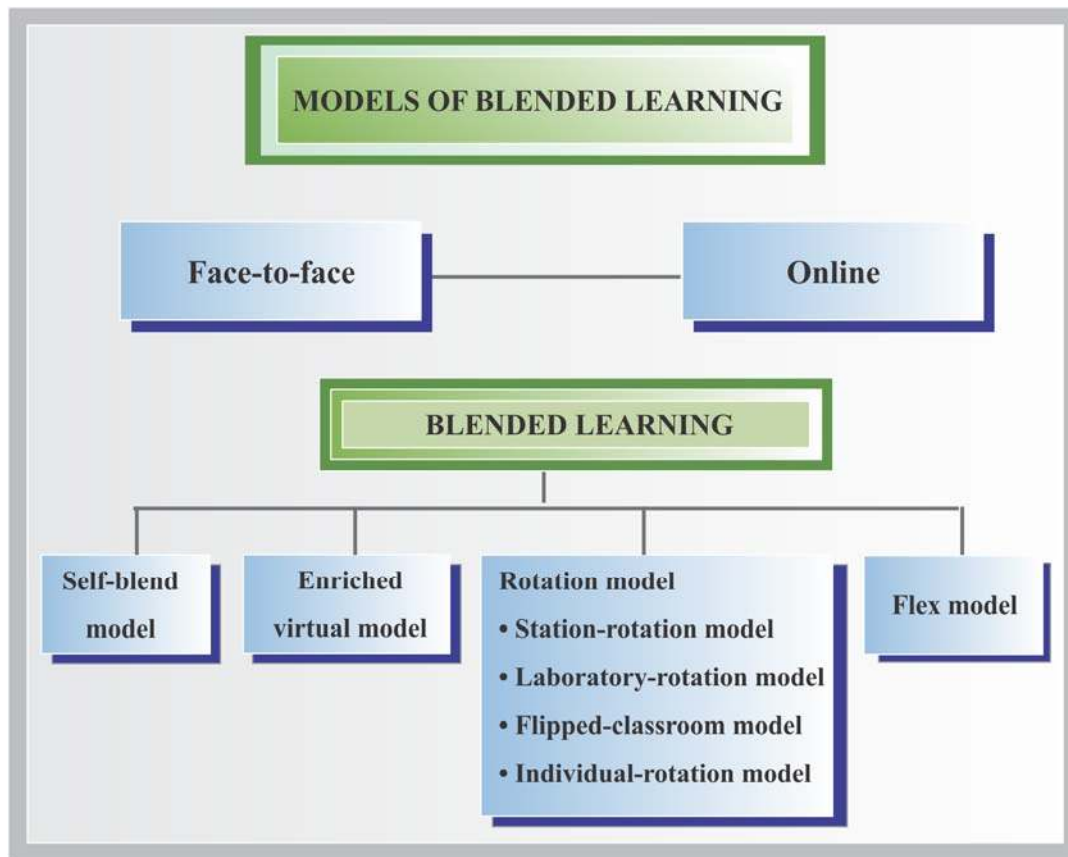 MODELS OF BLENDED LEARNING
Face-to-face
Online
BLENDED LEARNING
Self-blend
model
Enriched
virtual model
Rotation model
• Station-rotation model
• Laboratory-rotation model
• Flipped-classroom model
• Individual-rotation model
Flex model